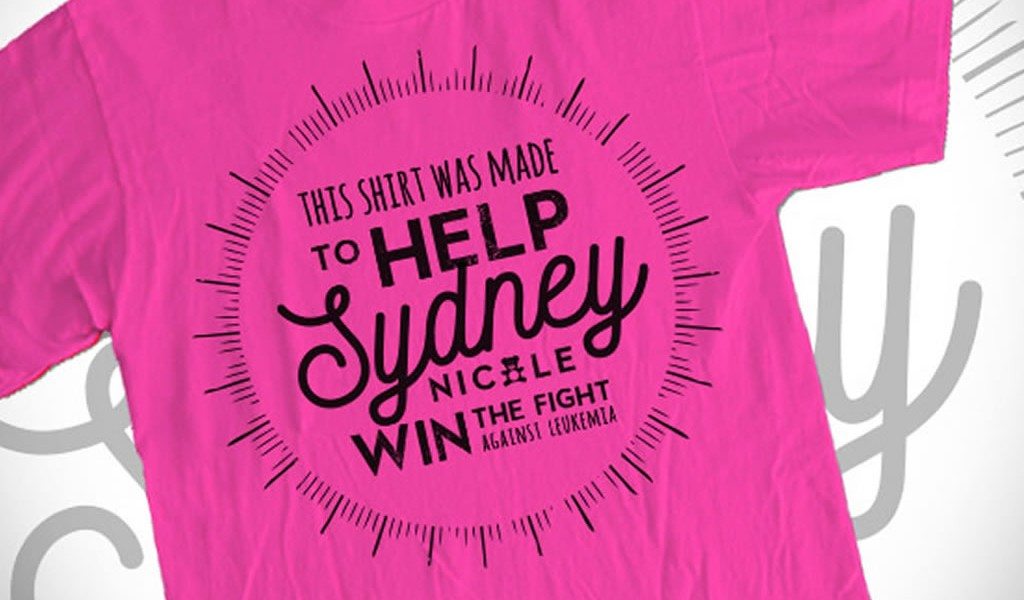 THIS SHIRT WAS MADE
TO HELP
Sydney
NICOLE
WIN THE FIGHT
AGAINST LEUKEMIA